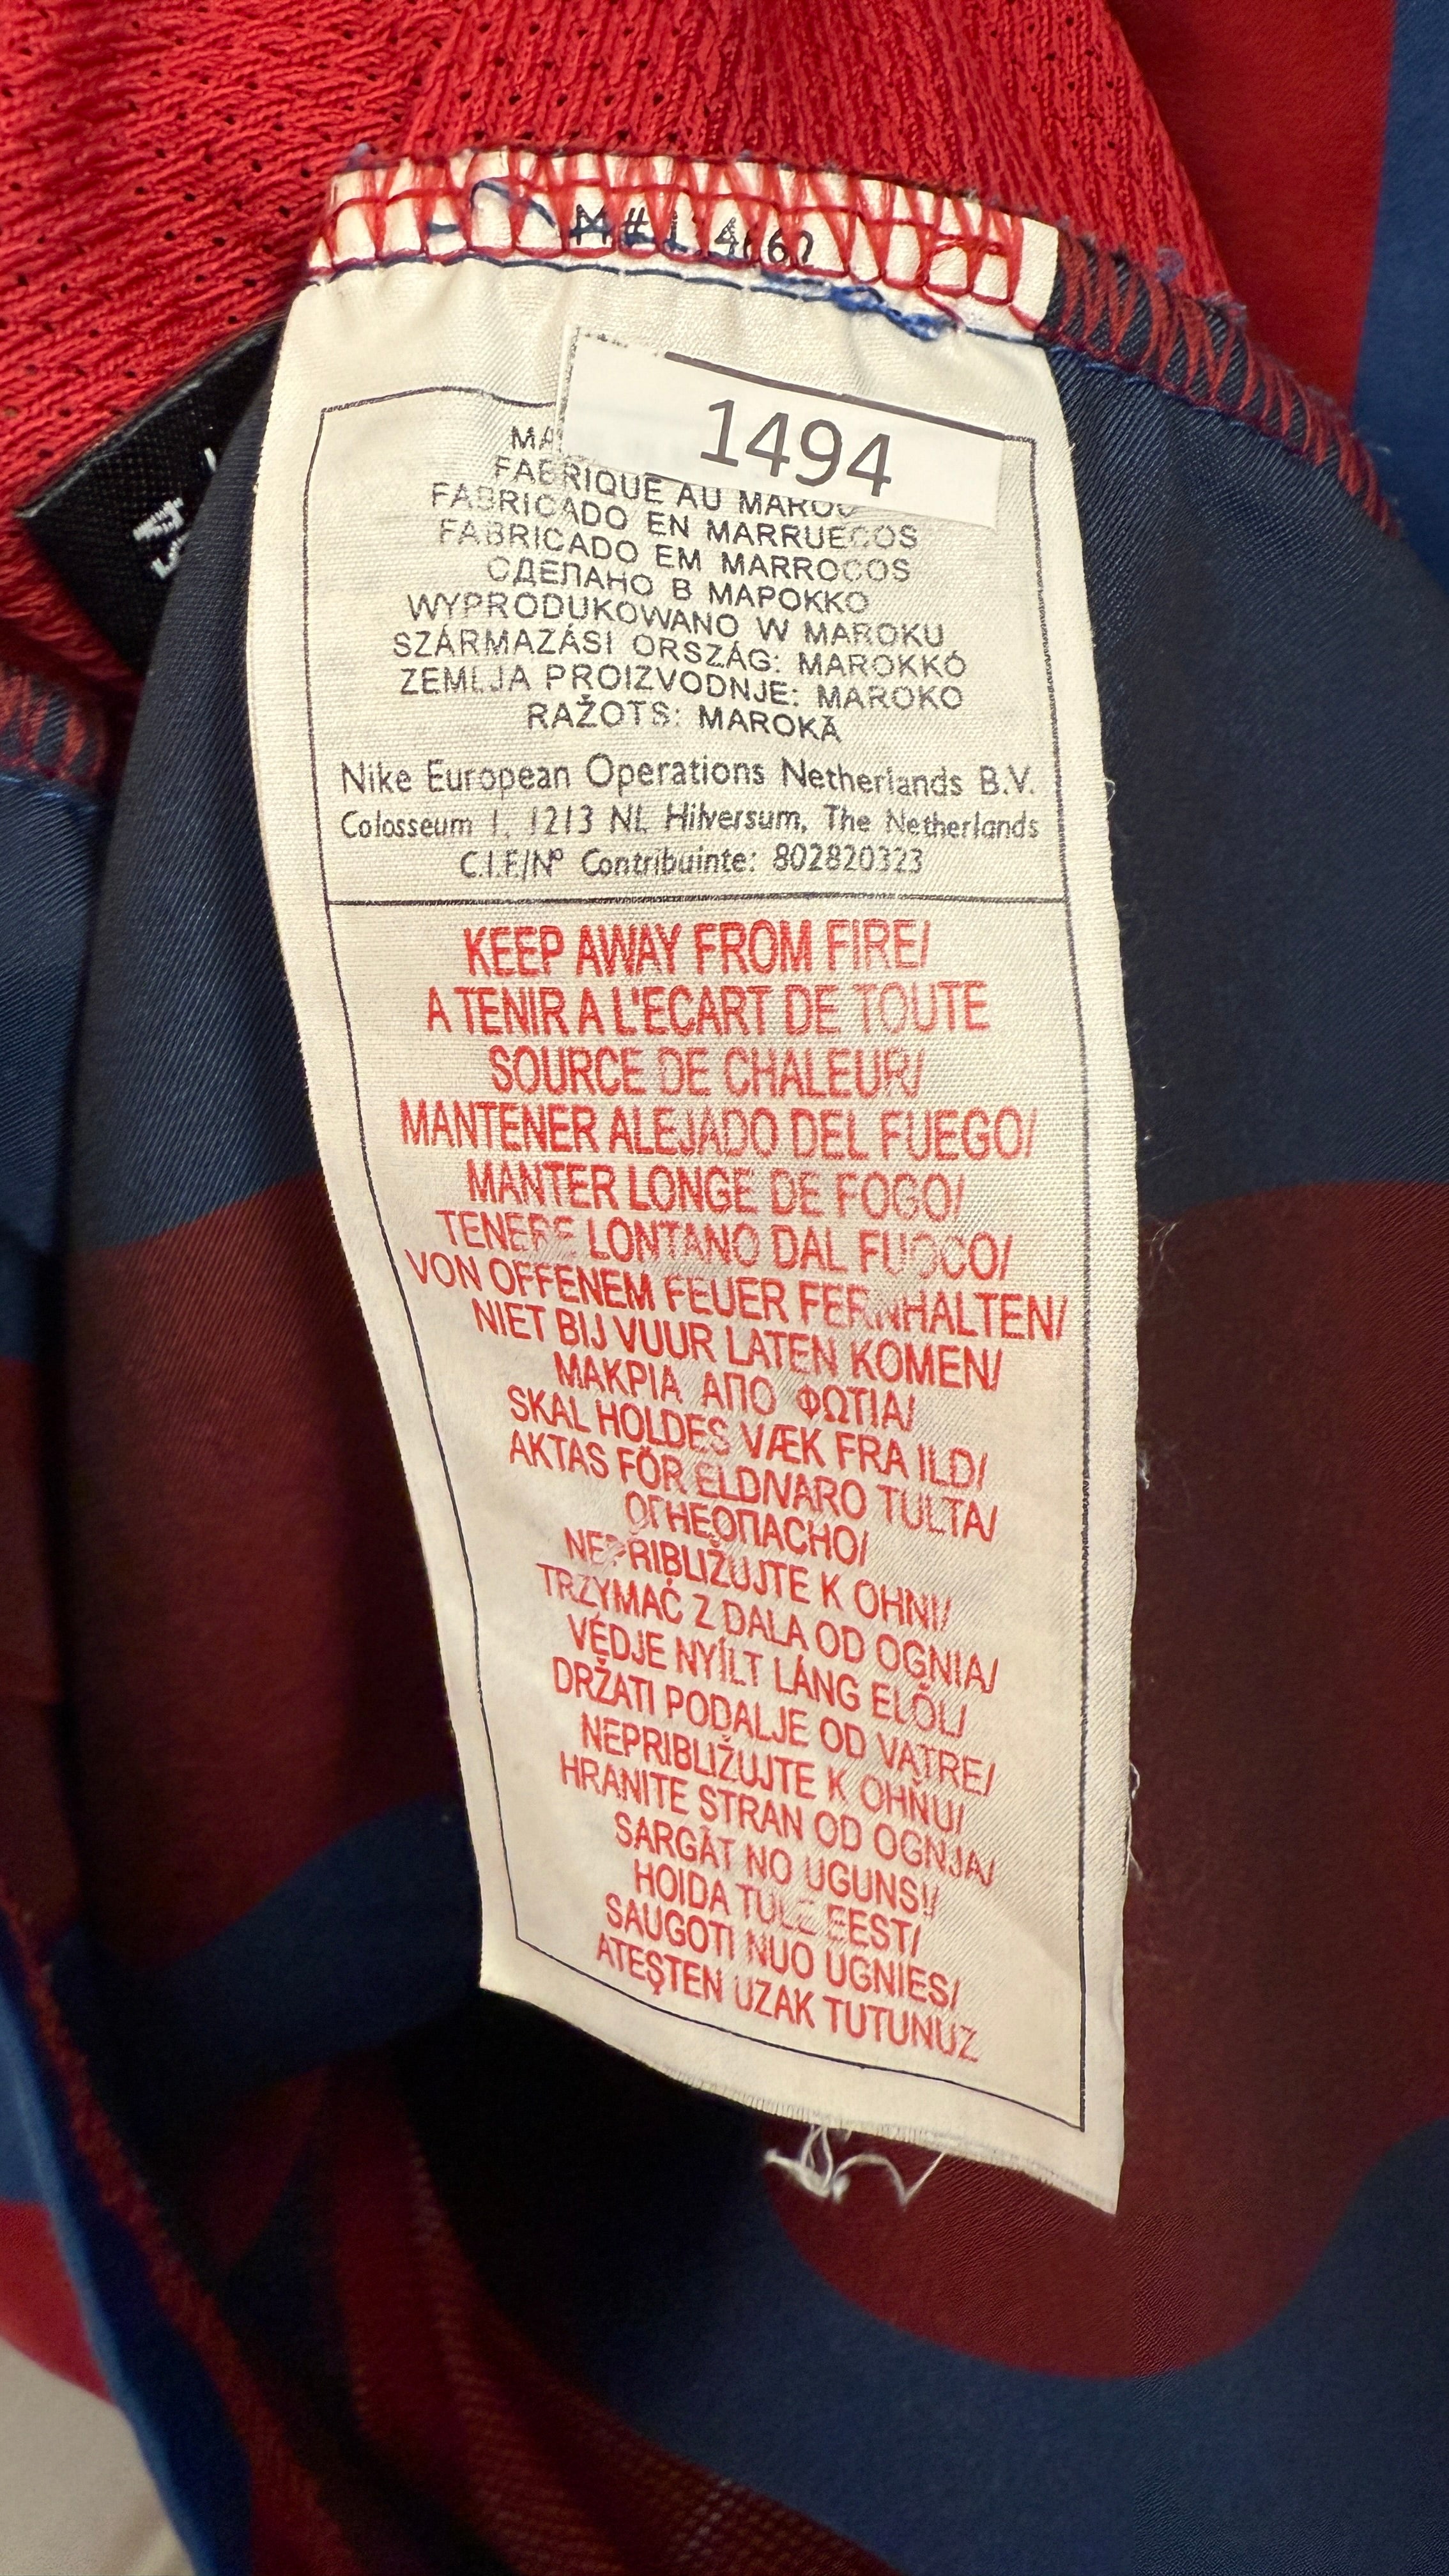 1494
FABRIQUE AU MAROC
FABRICADO EN MARRUECOS
FABRICADO EM MARROCOS
СДЕЛАНО В МАРОККО
WYPRODUKOWANO W MAROKU
SZÁRMAZÁSI ORSZÁG: MAROKKÓ
ZEMLJA PROIZVODNJE: MAROKO
RAŽOTS: MAROKĀ
Nike European Operations Netherlands B.V.
Colosseum 1, 1213 NL Hilversum, The Netherlands
C.I.F./Nº Contribuinte: 802820323
KEEP AWAY FROM FIRE/
A TENIR A L'ECART DE TOUTE
SOURCE DE CHALEUR/
MANTENER ALEJADO DEL FUEGO/
MANTER LONGE DE FOGO/
TENERE LONTANO DAL FUOCO/
VON OFFENEM FEUER FERNHALTEN/
NIET BIJ VUUR LATEN KOMEN/
ΜΑΚΡΙΑ ΑΠΟ ΦΩΤΙΑ/
SKAL HOLDES VÆK FRA ILD/
AKTAS FÖR ELD/VARO TULTA/
ОГНЕОПАСНО/
NEPŘIBLIŽUJTE K OHNI/
TRZYMAĆ Z DALA OD OGNIA/
VÉDJE NYÍLT LÁNG ELŐL/
DRŽATI PODALJE OD VATRE/
NEPRIBLIŽUJTE K OHŇU/
HRANITE STRAN OD OGNJA/
SARGĀT NO UGUNS!/
HOIDA TULE EEST/
SAUGOTI NUO UGNIES/
ATEŞTEN UZAK TUTUNUZ